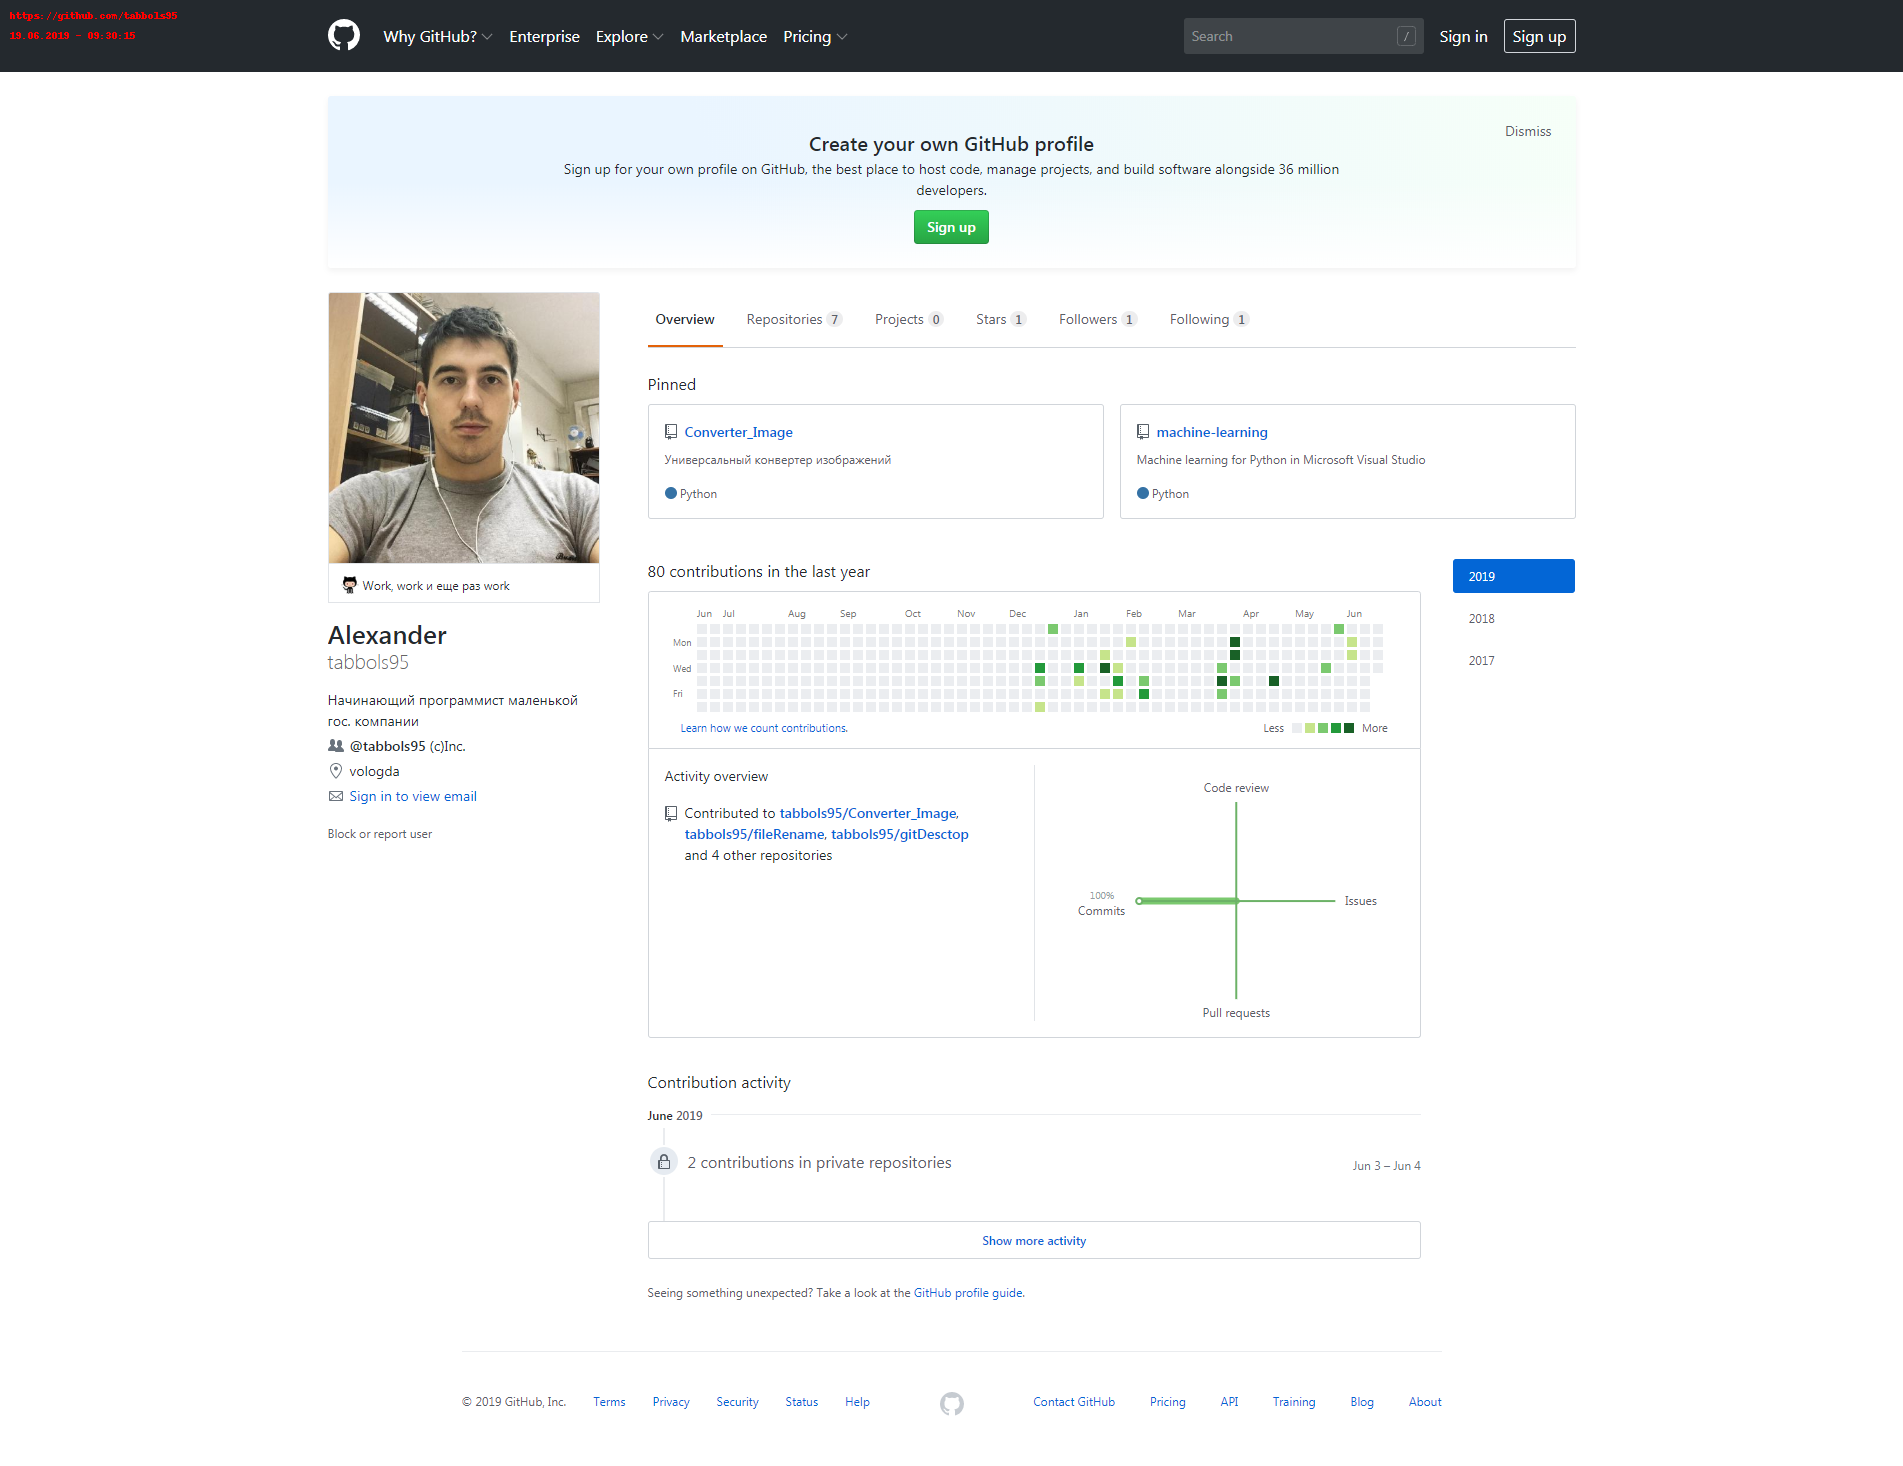 https://github.com/tabbols95
19.06.2019 - 09:30:15
Why GitHub? Enterprise Explore Marketplace Pricing
Search / Sign in Sign up
Dismiss
Create your own GitHub profile
Sign up for your own profile on GitHub, the best place to host code, manage projects, and build software alongside 36 million
developers.
Sign up
Work, work и еще раз work
Alexander
tabbols95
Начинающий программист маленькой
гос. компании
@tabbols95 (c)Inc.
vologda
Sign in to view email
Block or report user
Overview Repositories 7 Projects 0 Stars 1 Followers 1 Following 1
Pinned
Converter_Image
Универсальный конвертер изображений
Python
machine-learning
Machine learning for Python in Microsoft Visual Studio
Python
80 contributions in the last year
Jun Jul Aug Sep Oct Nov Dec Jan Feb Mar Apr May Jun
Mon
Wed
Fri
Learn how we count contributions.
Less More
2019
2018
2017
Activity overview
Contributed to tabbols95/Converter_Image,
tabbols95/fileRename, tabbols95/gitDesctop
and 4 other repositories
Code review
100%
Commits
Issues
Pull requests
Contribution activity
June 2019
2 contributions in private repositories
Jun 3 – Jun 4
Show more activity
Seeing something unexpected? Take a look at the GitHub profile guide.
© 2019 GitHub, Inc. Terms Privacy Security Status Help Contact GitHub Pricing API Training Blog About